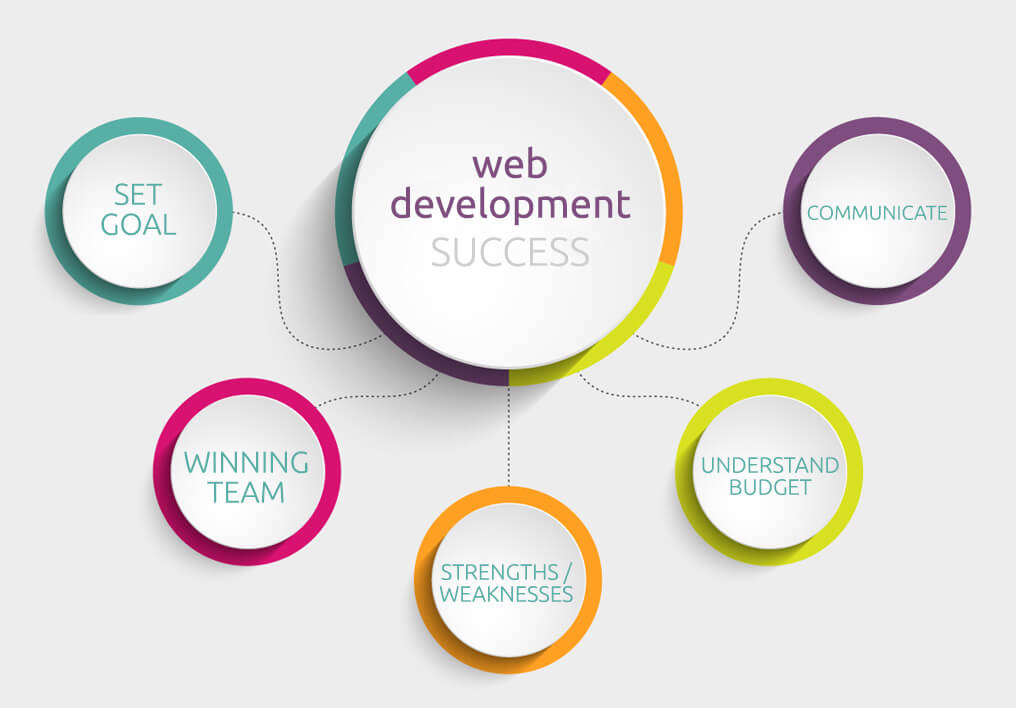 web
development
SUCCESS
SET
GOAL
COMMUNICATE
WINNING
TEAM
UNDERSTAND
BUDGET
STRENGTHS /
WEAKNESSES